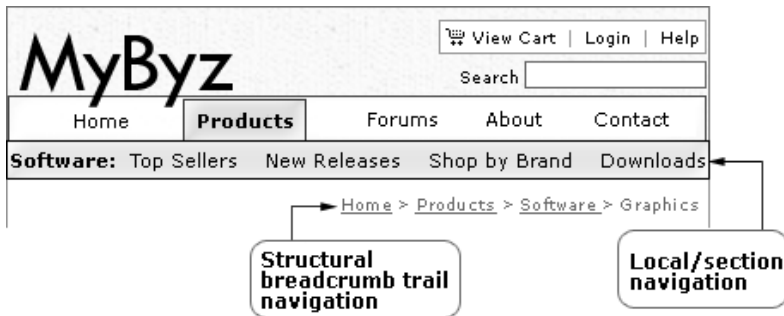 MyByz
View Cart | Login | Help
Search
Home Products Forums About Contact
Software: Top Sellers New Releases Shop by Brand Downloads
Home > Products > Software > Graphics
Structural
breadcrumb trail
navigation
Local/section
navigation